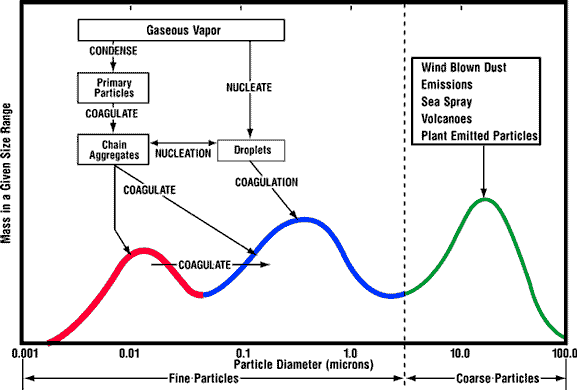 Gaseous Vapor
CONDENSE
Primary
Particles
NUCLEATE
COAGULATE
Chain
Aggregates
NUCLEATION
Droplets
COAGULATE
COAGULATION
COAGULATE
Wind Blown Dust
Emissions
Sea Spray
Volcanoes
Plant Emitted Particles
Mass in a Given Size Range
0.001
0.01
0.1
1.0
10.0
100.0
Particle Diameter (microns)
Fine Particles
Coarse Particles